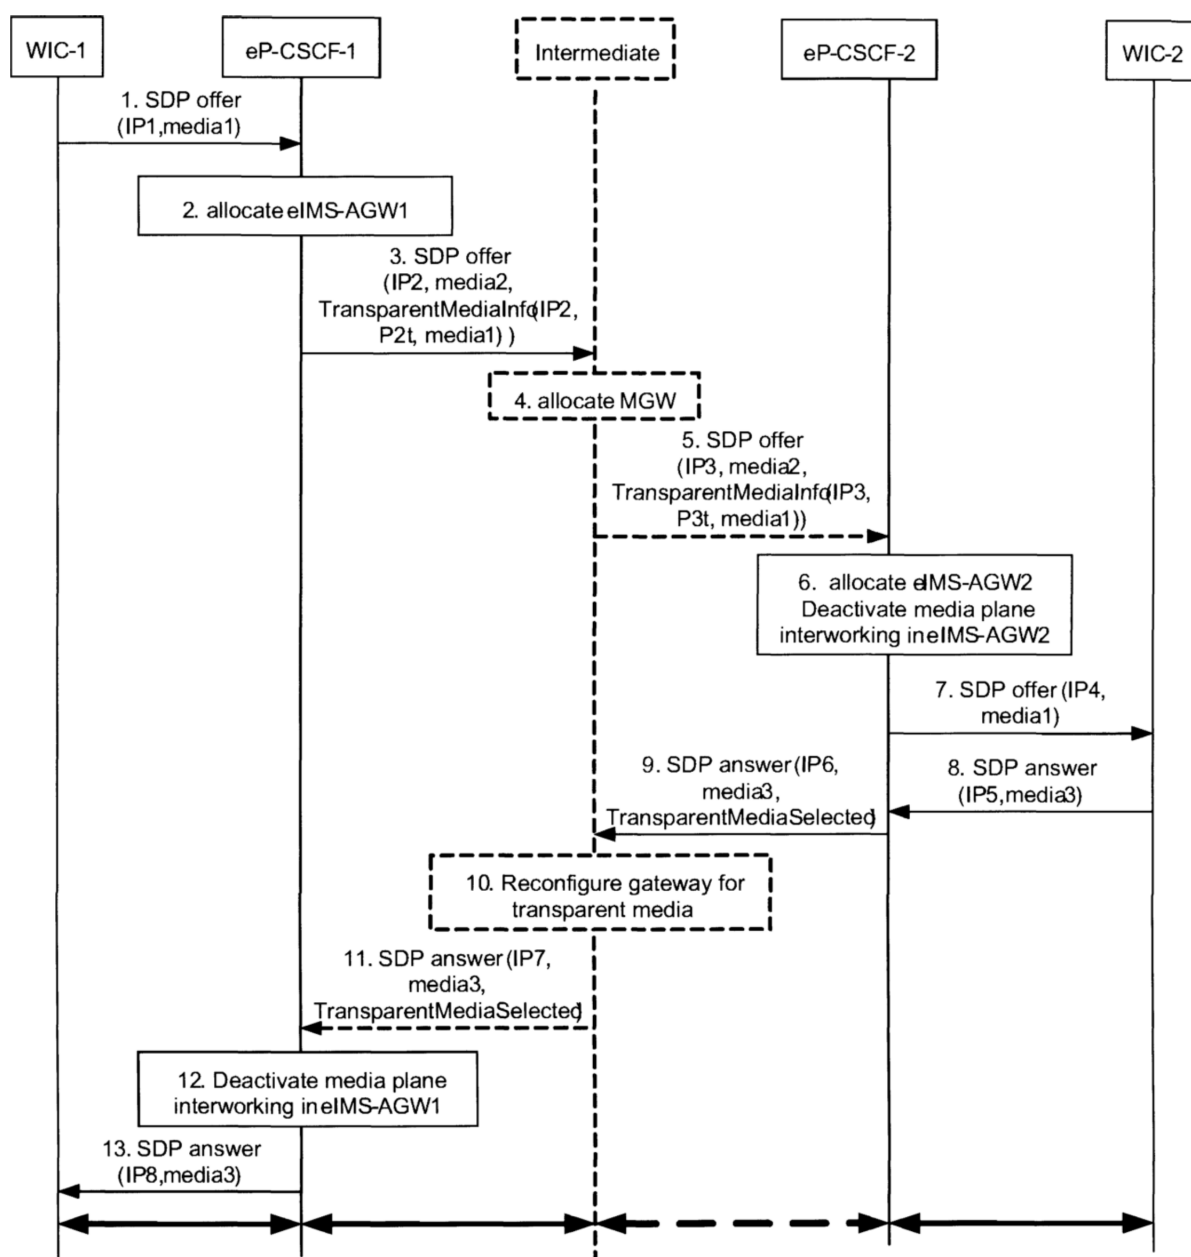 WIC-1
eP-CSCF-1
Intermediate
eP-CSCF-2
WIC-2
1. SDP offer
(IP1,media1)
2. allocate eIMS-AGW1
3. SDP offer
(IP2, media2,
TransparentMediaInfo(IP2,
P2t, media1) )
4. allocate MGW
5. SDP offer
(IP3, media2,
TransparentMediaInfo(IP3,
P3t, media1))
6. allocate eIMS-AGW2
Deactivate media plane
interworking in eIMS-AGW2
7. SDP offer (IP4,
media1)
8. SDP answer
(IP5,media3)
9. SDP answer (IP6,
media3,
TransparentMediaSelected)
10. Reconfigure gateway for
transparent media
11. SDP answer (IP7,
media3,
TransparentMediaSelected)
12. Deactivate media plane
interworking in eIMS-AGW1
13. SDP answer
(IP8,media3)